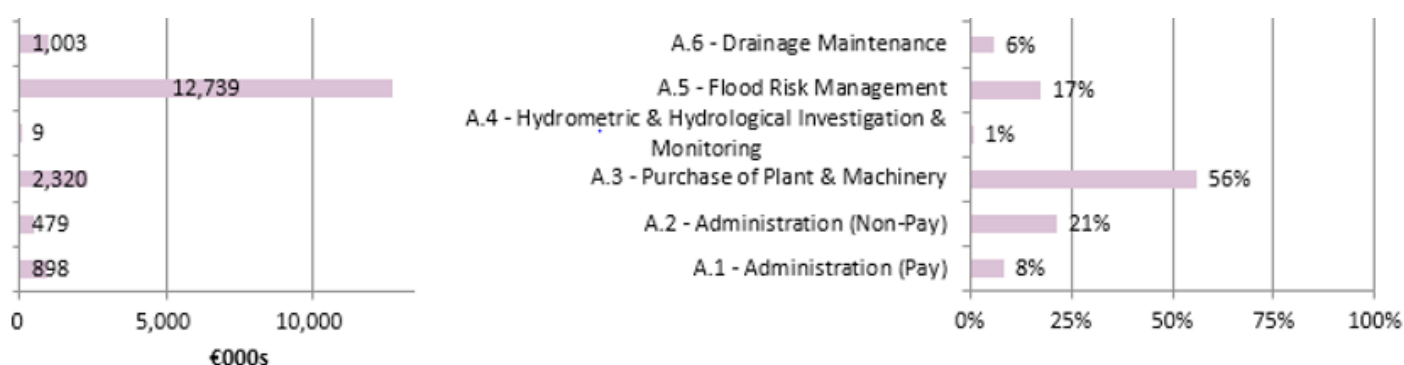 1,003
12,739
9
2,320
479
898
0 5,000 10,000
€000s
A.6 - Drainage Maintenance 6%
A.5 - Flood Risk Management 17%
A.4 - Hydrometric & Hydrological Investigation &
Monitoring 1%
A.3 - Purchase of Plant & Machinery 56%
A.2 - Administration (Non-Pay) 21%
A.1 - Administration (Pay) 8%
0% 25% 50% 75% 100%